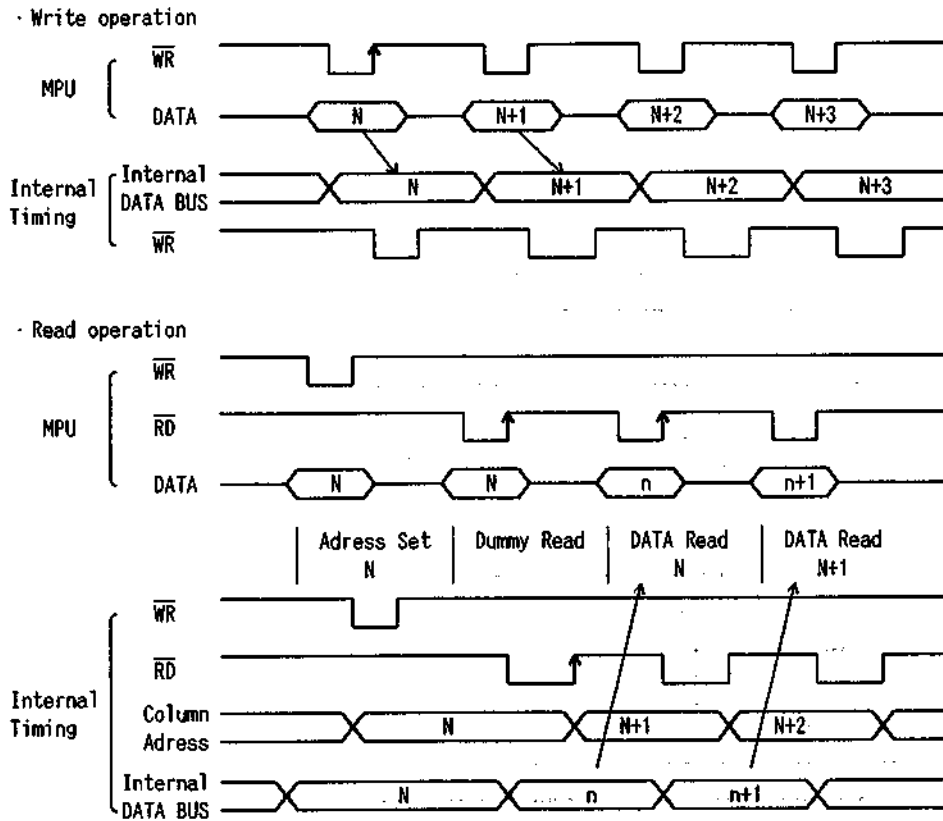 · Write operation
WR
MPU
DATA
N
N+1
N+2
N+3
Internal Timing
Internal DATA BUS
N
N+1
N+2
N+3
WR
· Read operation
WR
MPU
RD
DATA
N
N
n
n+1
Adress Set N
Dummy Read
DATA Read N
DATA Read N+1
WR
Internal Timing
RD
Column Adress
N
N+1
N+2
Internal DATA BUS
N
n
n+1